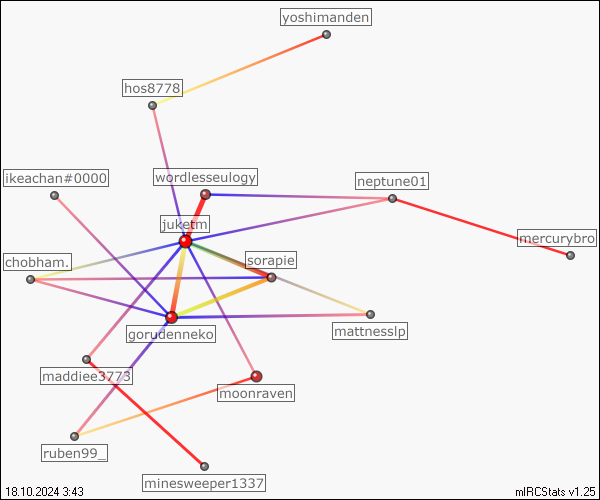 yoshimanden
hos8778
ikeachan#0000
wordlesseulogy
neptune01
juketm
mercurybro
chobham.
sorapie
gorudenneko
mattnesslp
maddiee3773
moonraven
ruben99_
minesweeper1337
18.10.2024 3:43
mIRCStats v1.25